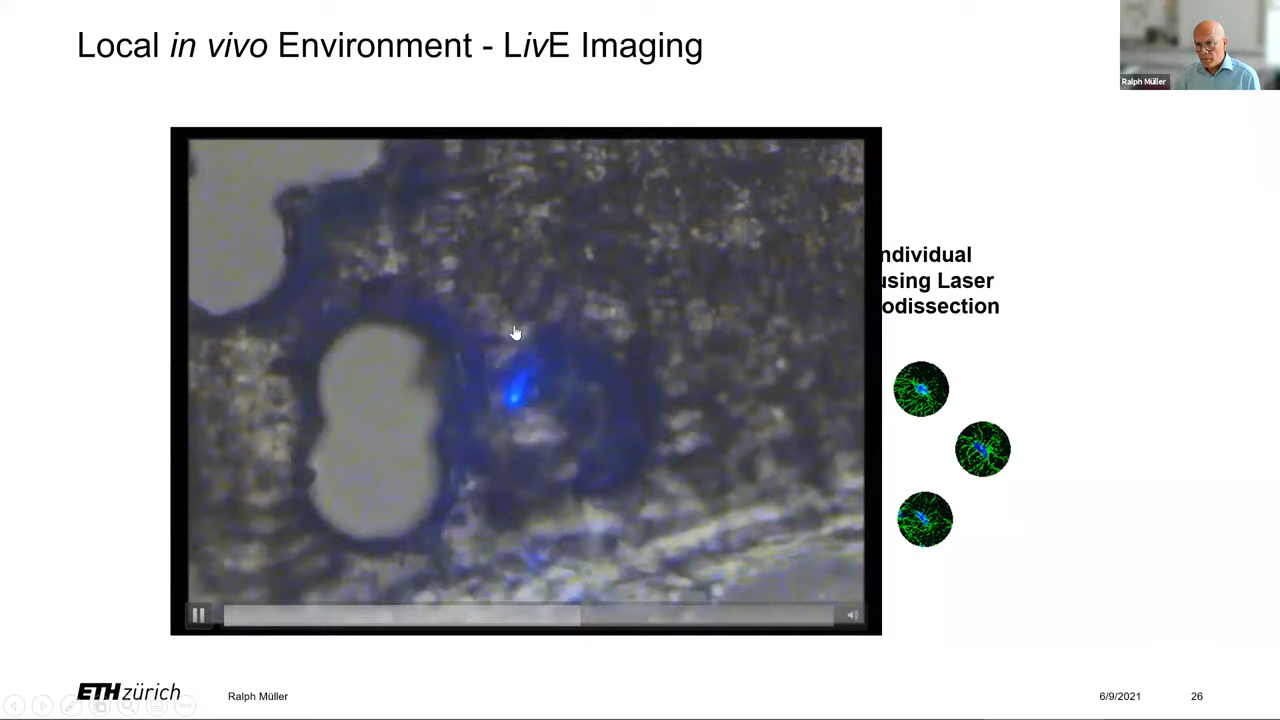 Local in vivo Environment - LivE Imaging
Ralph Müller
ndividual
using Laser
odissection
ETH zürich
Ralph Müller
6/9/2021
26